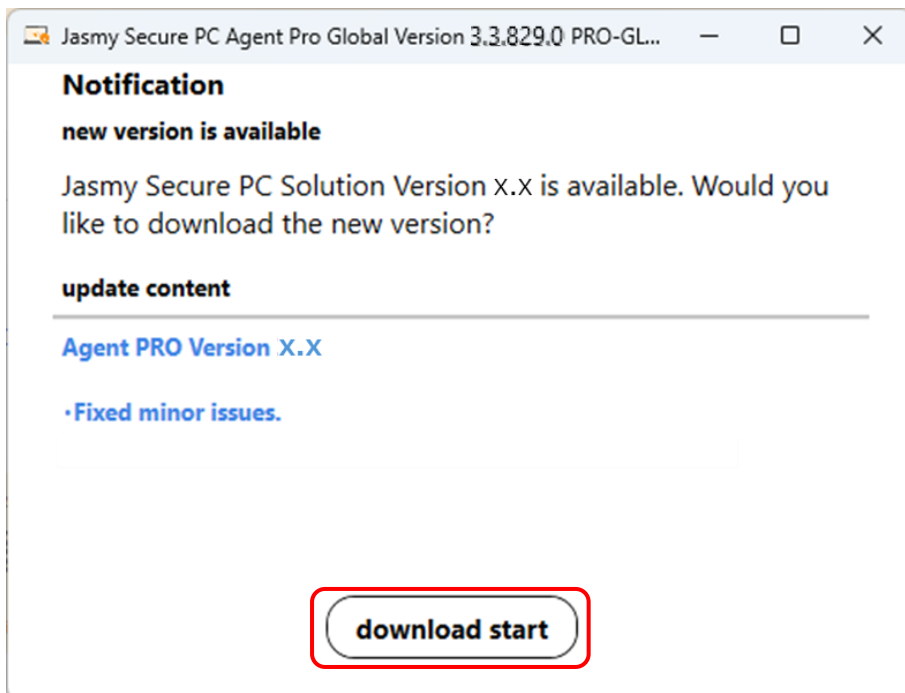 Jasmy Secure PC Agent Pro Global Version 3.3.829.0 PRO-GL...
Notification
new version is available
Jasmy Secure PC Solution Version x.x is available. Would you
like to download the new version?
update content
Agent PRO Version x.x
・Fixed minor issues.
download start